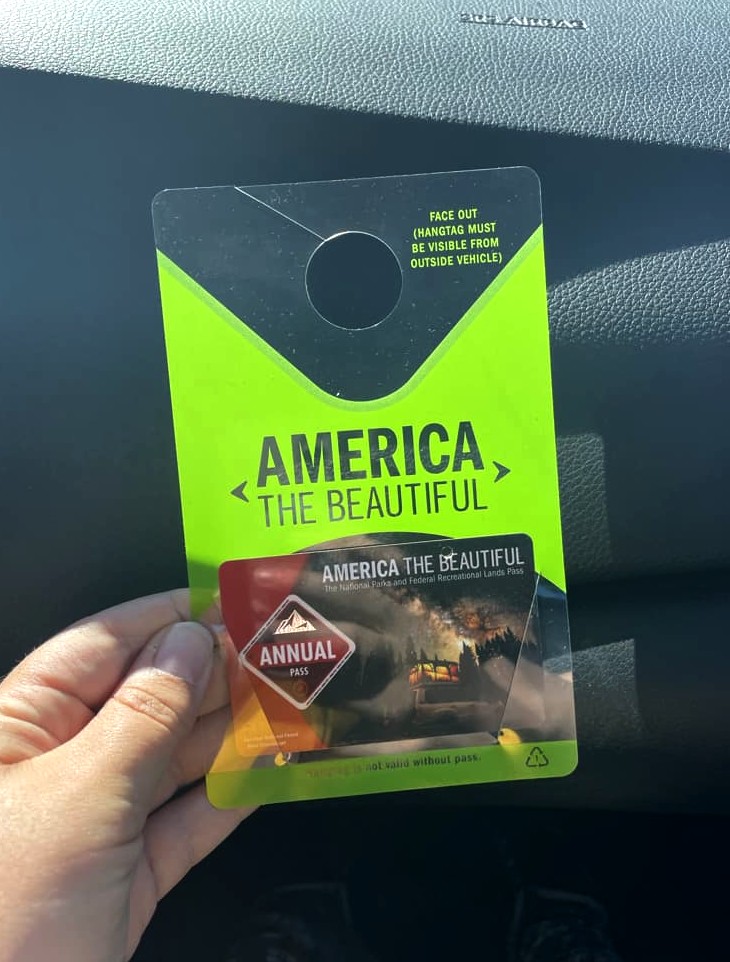 FACE OUT
(HANGTAG MUST
BE VISIBLE FROM
OUTSIDE VEHICLE)
AMERICA
THE BEAUTIFUL
AMERICA THE BEAUTIFUL
The National Parks and Federal Recreational Lands Pass
ANNUAL
PASS
is not valid without pass.